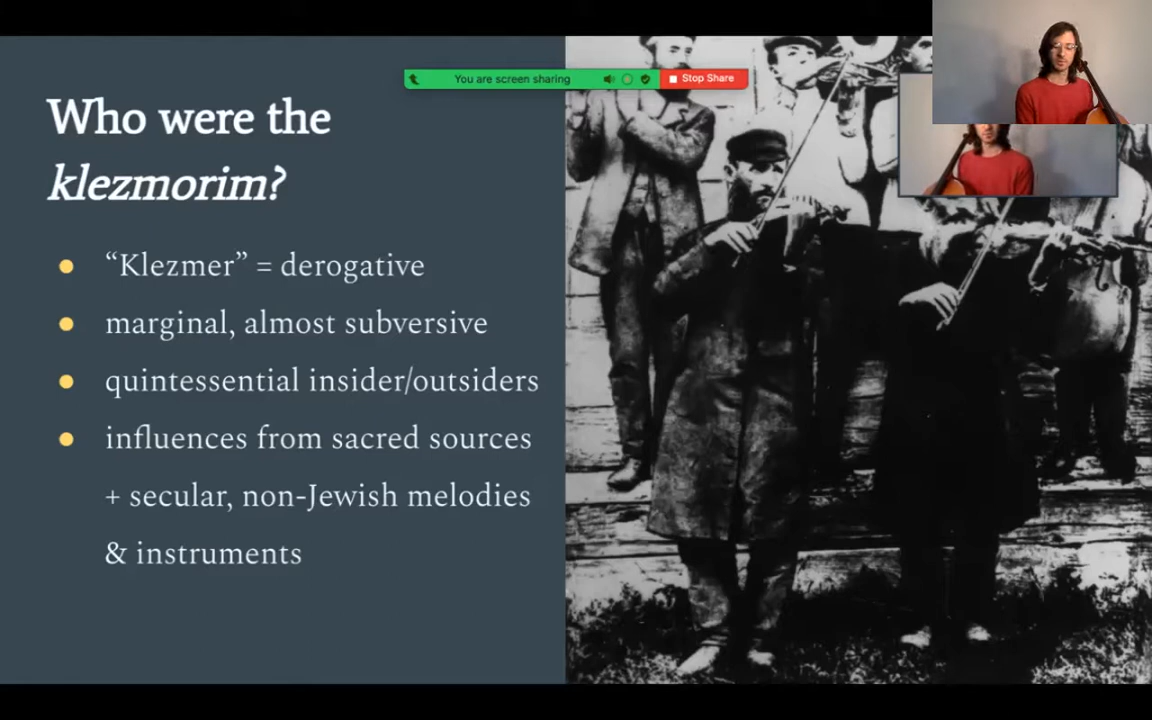 You are screen sharing
Stop Share
Who were the
klezmorim?
“Klezmer” = derogative
marginal, almost subversive
quintessential insider/outsiders
influences from sacred sources
+ secular, non-Jewish melodies
& instruments